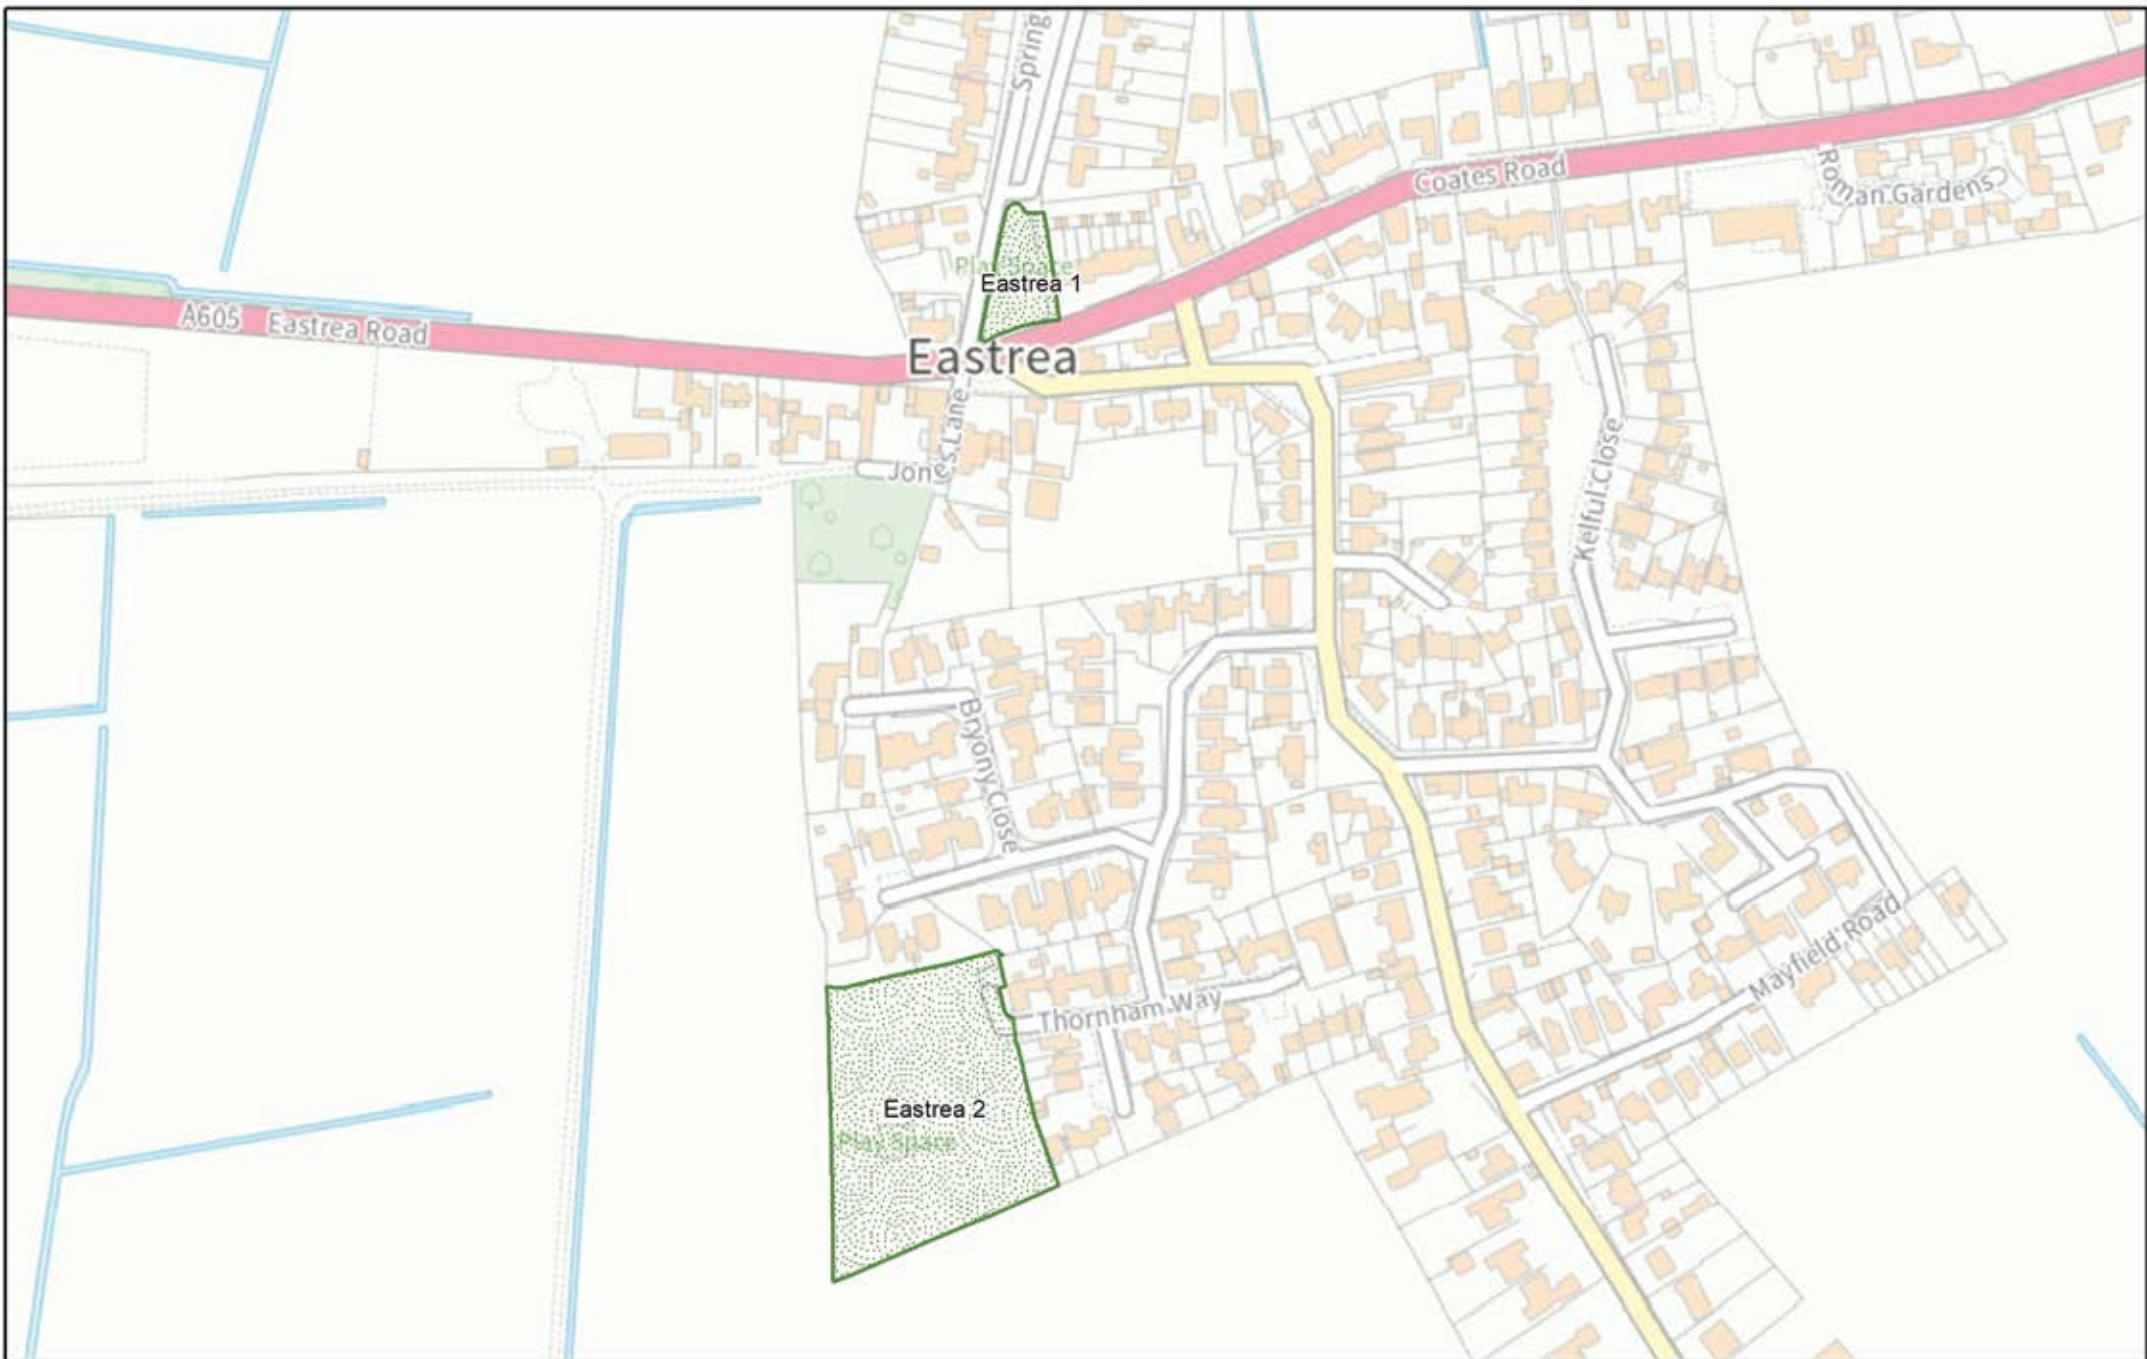 Spring
Coates Road
Roman Gardens
Play Space
Eastrea 1
A605 Eastrea Road
Eastrea
Jones Lane
Kelful Close
Bryony Close
Mayfield Road
Thornham Way
Eastrea 2
Play Space